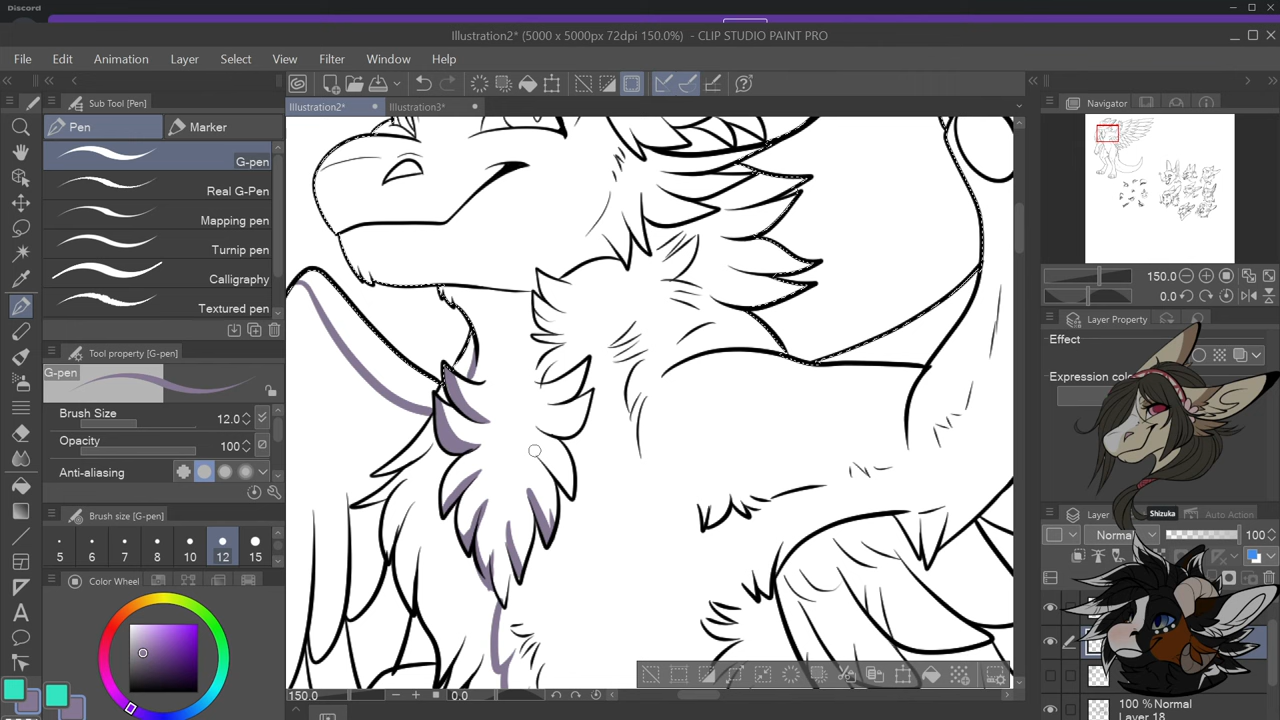 Discord
Illustration2* (5000 x 5000px 72dpi 150.0%) - CLIP STUDIO PAINT PRO
File Edit Animation Layer Select View Filter Window Help
Sub Tool [Pen]
Illustration2* Illustration3*
Navigator
Pen Marker
G-pen
Real G-Pen
Mapping pen
Turnip pen
Calligraphy
Textured pen
150.0
0.0
Layer Property
Effect
Tool property [G-pen]
G-pen
Brush Size 12.0
Opacity 100
Anti-aliasing
Brush size [G-pen]
5 6 7 8 10 12 15
Color Wheel
Shizuka
Layer Auto Action
100
100 % Normal
Layer 18
150.0 0.0